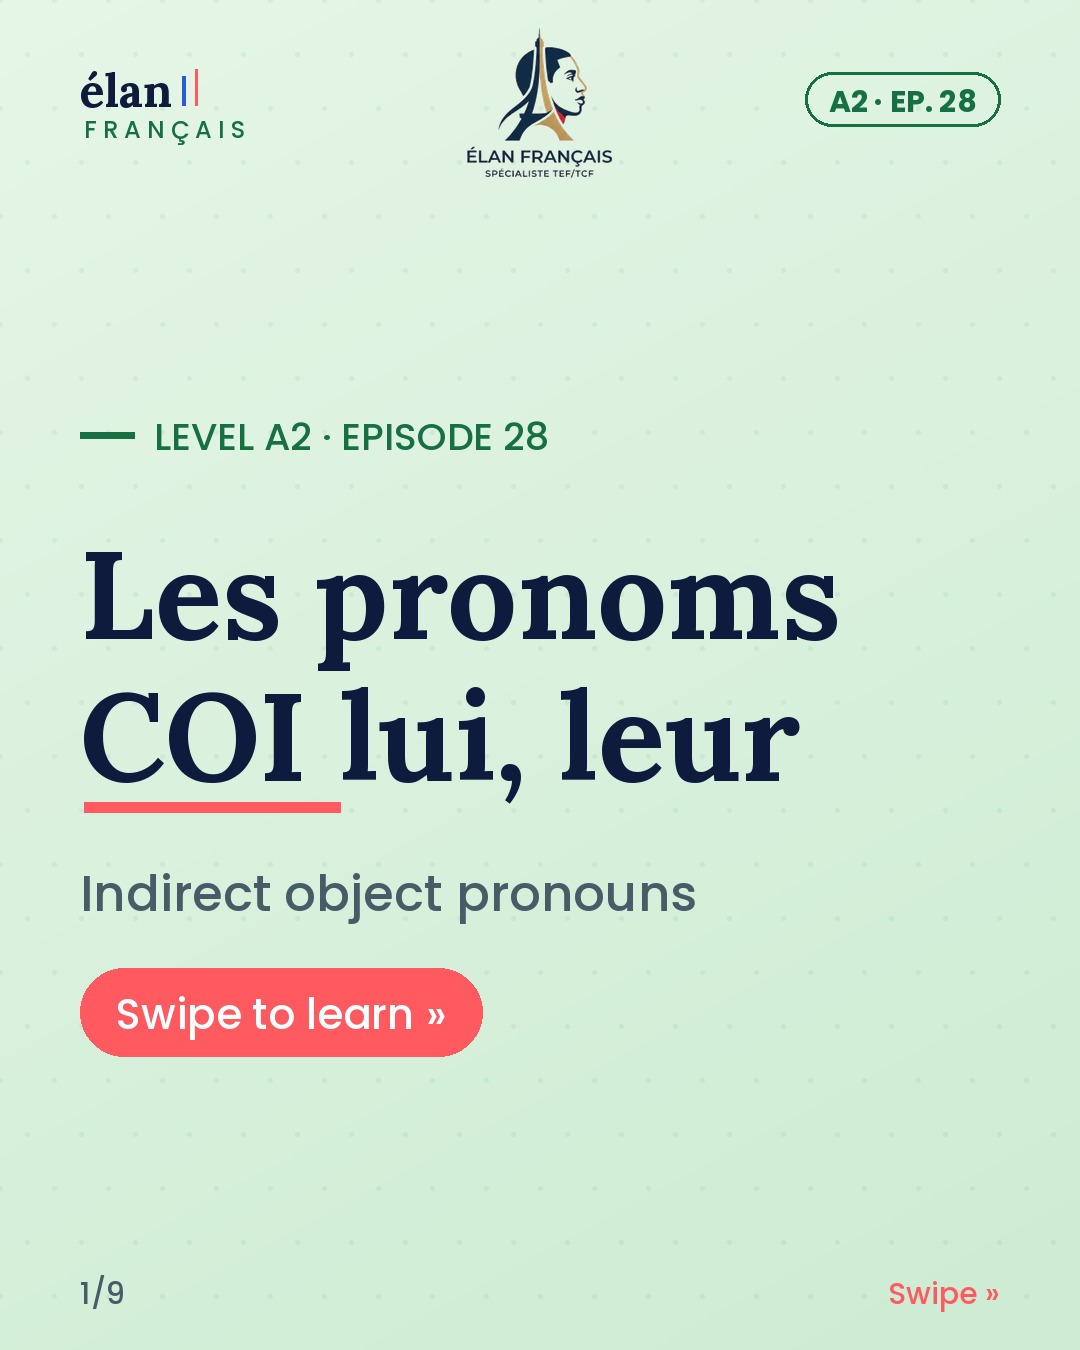 élan
FRANÇAIS
ÉLAN FRANÇAIS
SPÉCIALISTE TEF/TCF
A2 · EP. 28
LEVEL A2 · EPISODE 28
Les pronoms
COI lui, leur
Indirect object pronouns
Swipe to learn »
1/9
Swipe »